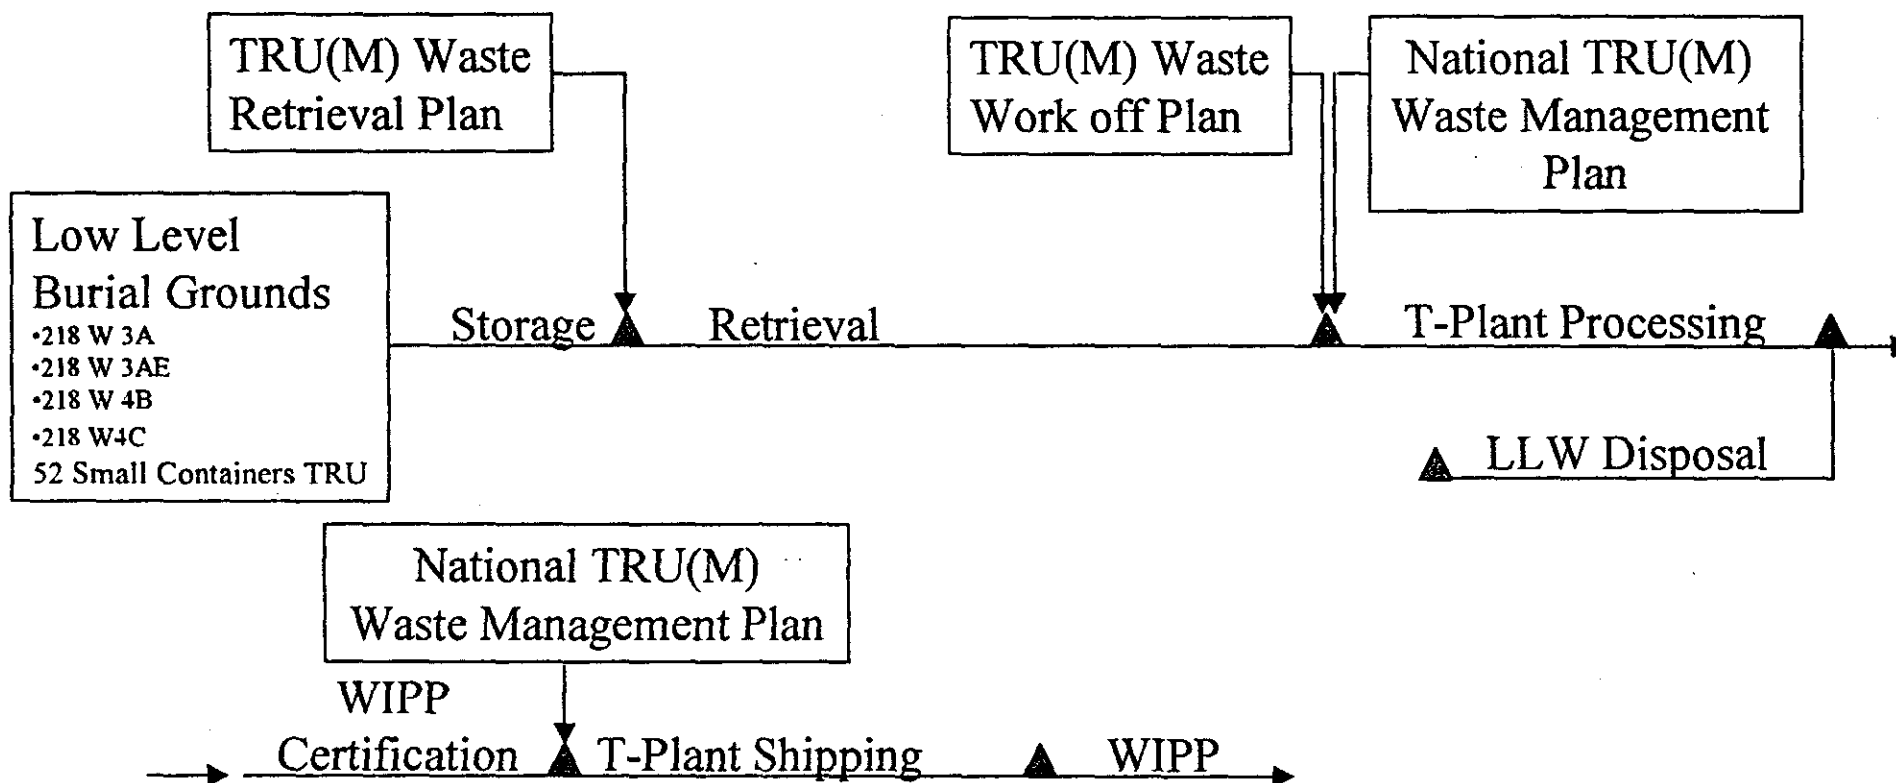 TRU(M) Waste
Retrieval Plan
TRU(M) Waste
Work off Plan
National TRU(M)
Waste Management
Plan
Low Level
Burial Grounds
•218 W 3A
•218 W 3AE
•218 W 4B
•218 W4C
52 Small Containers TRU
Storage
Retrieval
T-Plant Processing
LLW Disposal
National TRU(M)
Waste Management Plan
WIPP
Certification
T-Plant Shipping
WIPP